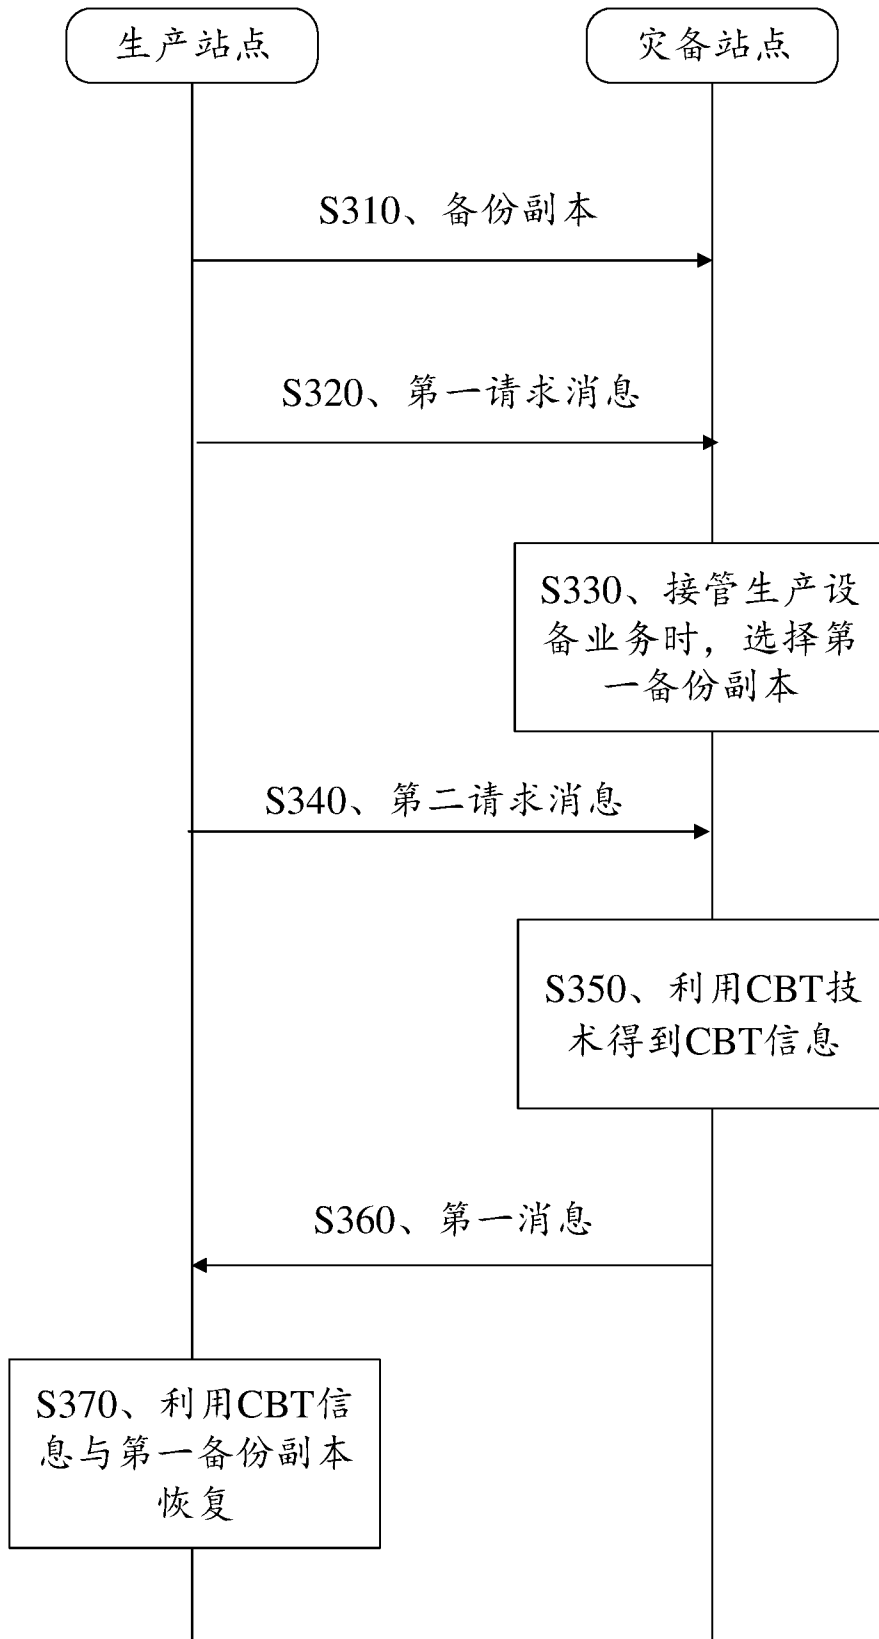 生产站点
灾备站点
S310、备份副本
S320、第一请求消息
S330、接管生产设
备业务时，选择第
一备份副本
S340、第二请求消息
S350、利用CBT技
术得到CBT信息
S360、第一消息
S370、利用CBT信
息与第一备份副本
恢复